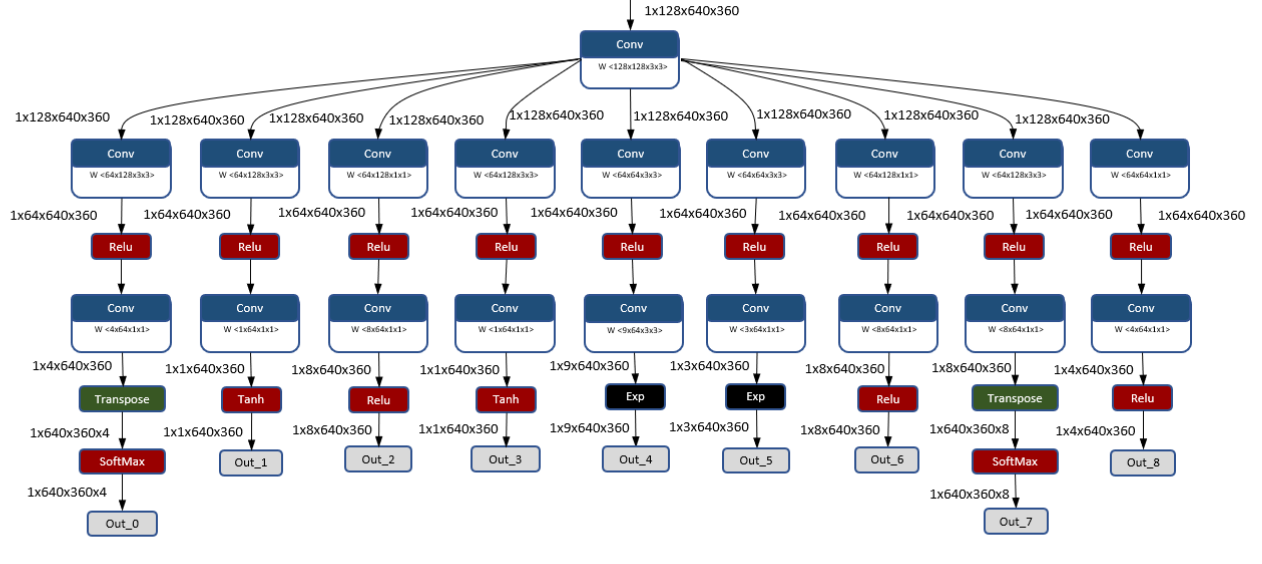 1x128x640x360
Conv
W <128x128x3x3>
1x128x640x360 1x128x640x360 1x128x640x360 1x128x640x360 1x128x640x360 1x128x640x360 1x128x640x360 1x128x640x360 1x128x640x360
Conv Conv Conv Conv Conv Conv Conv Conv Conv
W <64x128x3x3> W <64x128x3x3> W <64x128x1x1> W <64x128x3x3> W <64x64x3x3> W <64x64x3x3> W <64x128x1x1> W <64x128x3x3> W <64x64x1x1>
1x64x640x360 1x64x640x360 1x64x640x360 1x64x640x360 1x64x640x360 1x64x640x360 1x64x640x360 1x64x640x360 1x64x640x360 1x64x640x360
Relu Relu Relu Relu Relu Relu Relu Relu Relu
Conv Conv Conv Conv Conv Conv Conv Conv Conv
W <4x64x1x1> W <1x64x1x1> W <8x64x1x1> W <1x64x1x1> W <9x64x3x3> W <3x64x1x1> W <8x64x1x1> W <8x64x1x1> W <4x64x1x1>
1x4x640x360 1x1x640x360 1x8x640x360 1x1x640x360 1x9x640x360 1x3x640x360 1x8x640x360 1x8x640x360 1x4x640x360
Transpose Tanh Relu Tanh Exp Exp Relu Transpose Relu
1x640x360x4 1x1x640x360 1x8x640x360 1x1x640x360 1x9x640x360 1x3x640x360 1x8x640x360 1x640x360x8 1x4x640x360
SoftMax Out_1 Out_2 Out_3 Out_4 Out_5 Out_6 SoftMax Out_8
1x640x360x4 1x640x360x8
Out_0 Out_7